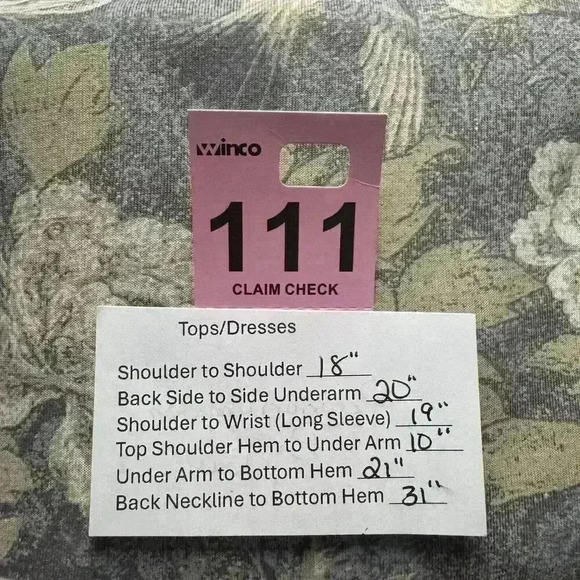 winco
111
CLAIM CHECK
Tops/Dresses
Shoulder to Shoulder 18"
Back Side to Side Underarm 20"
Shoulder to Wrist (Long Sleeve) 19"
Top Shoulder Hem to Under Arm 10"
Under Arm to Bottom Hem 21"
Back Neckline to Bottom Hem 31"